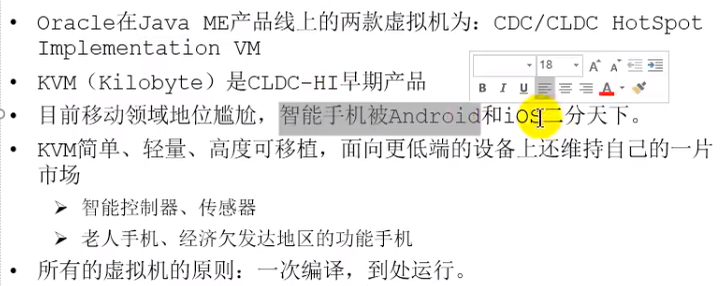 • Oracle在Java ME产品线上的两款虚拟机为：CDC/CLDC HotSpot
Implementation VM
• KVM（Kilobyte）是CLDC-HI早期产品
18
B I U A
• 目前移动领域地位尴尬，智能手机被Android和iOS二分天下。
• KVM简单、轻量、高度可移植，面向更低端的设备上还维持自己的一片
市场
➢ 智能控制器、传感器
➢ 老人手机、经济欠发达地区的功能手机
• 所有的虚拟机的原则：一次编译，到处运行。